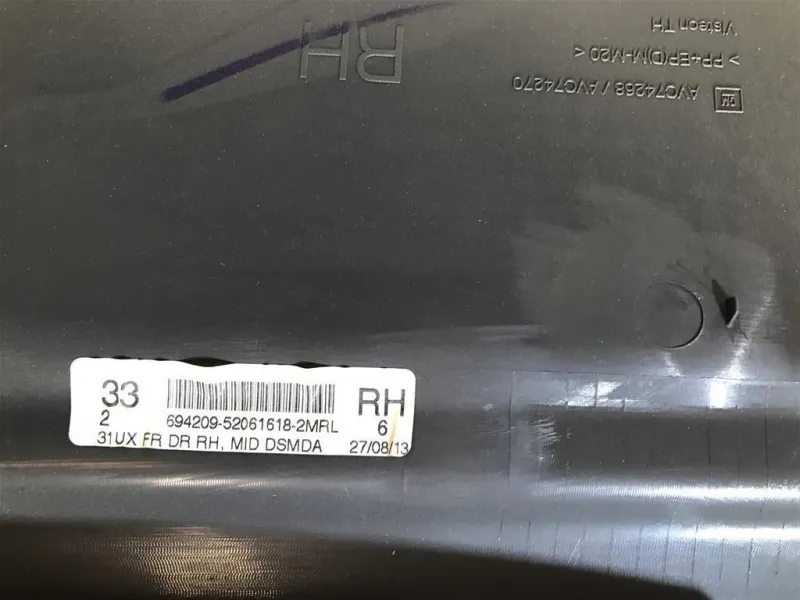 RH
Visteon TH
> PP+EP(D)M-M20 <
AVC74268 / AVC74270
GM
33
2
694209-52061618-2MRL
RH
6
31UX FR DR RH, MID DSMDA
27/08/13